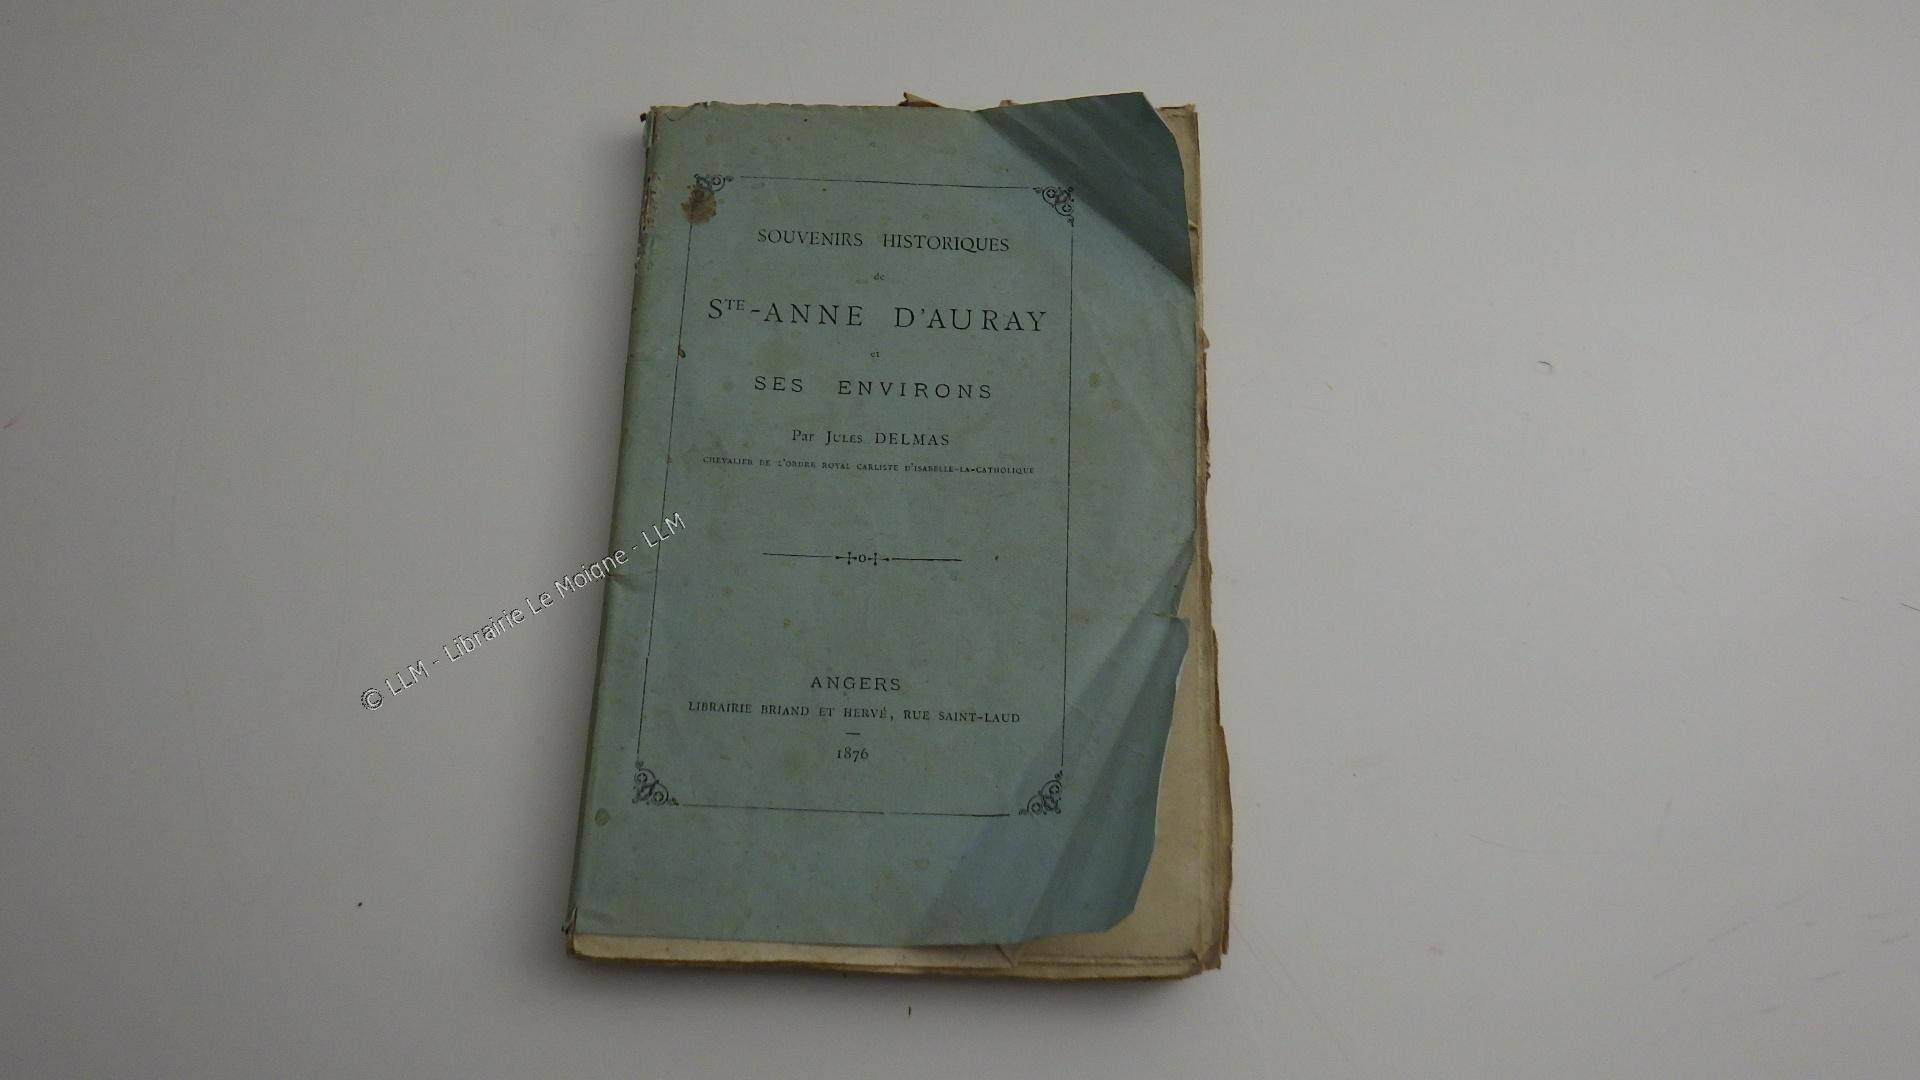 SOUVENIRS HISTORIQUES
de
STE-ANNE D'AURAY
et
SES ENVIRONS
Par JULES DELMAS
CHEVALIER DE L'ORDRE ROYAL CARLISTE D'ISABELLE-LA-CATHOLIQUE
ANGERS
LIBRAIRIE BRIAND ET HERVÉ, RUE SAINT-LAUD
1876
© LLM - Librairie Le Moigne - LLM